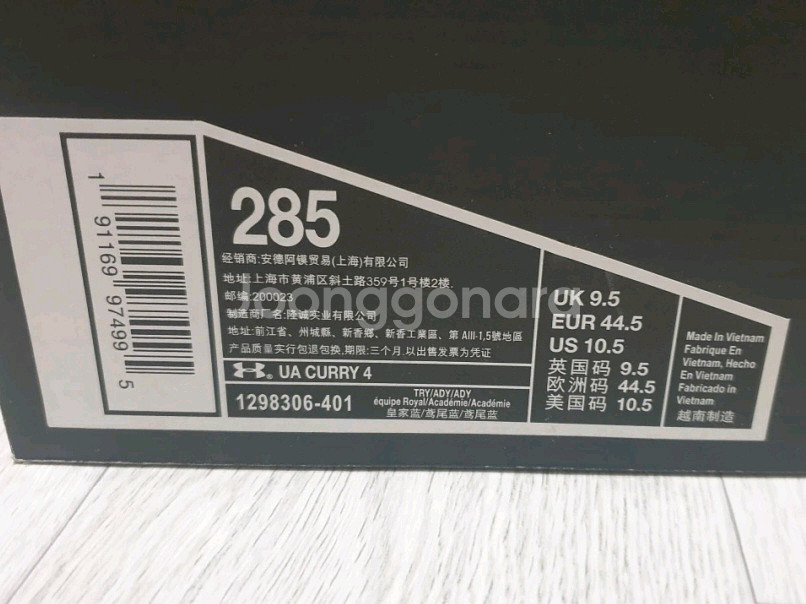 1 91169 97499 5
285
经销商:安德阿镆贸易(上海)有限公司
地址:上海市黄浦区斜土路359号1号楼2楼.
邮编:200023
制造商厂名:隆诚实业有限公司
地址:前江省、州城縣、新香鄉、新香工業區、第 AIII-1,5號地區
产品质量实行包退包换,期限:三个月.以出售发票为凭证
UA CURRY 4
1298306-401
TRY/ADY/ADY
équipe Royal/Academie/Académie
皇家蓝/鸢尾蓝/鸢尾蓝
UK 9.5
EUR 44.5
US 10.5
英国码 9.5
欧洲码 44.5
美国码 10.5
Made In Vietnam
Fabrique En
Vietnam, Hecho
En Vietnam
Fabricado in
Vietnam
越南制造
Joonggonara